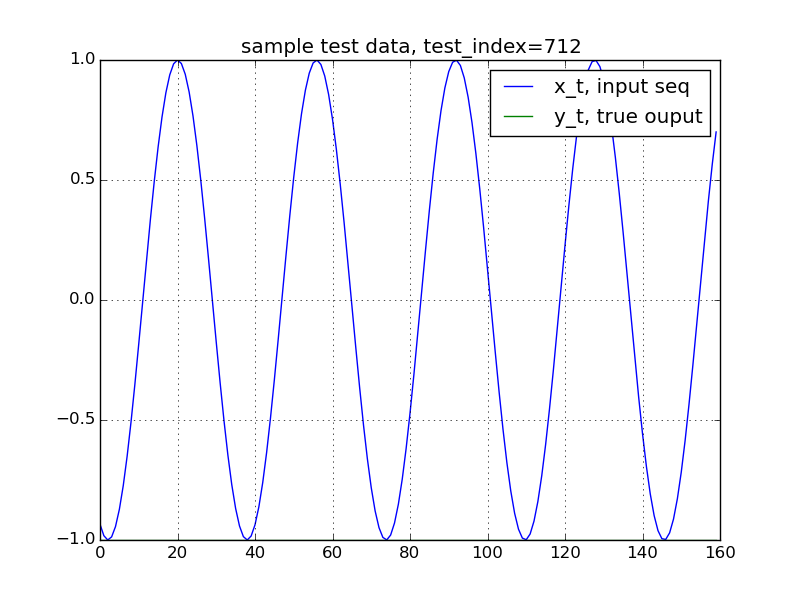 sample test data, test_index=712
x_t, input seq
y_t, true ouput
1.0
0.5
0.0
−0.5
−1.0
0 20 40 60 80 100 120 140 160